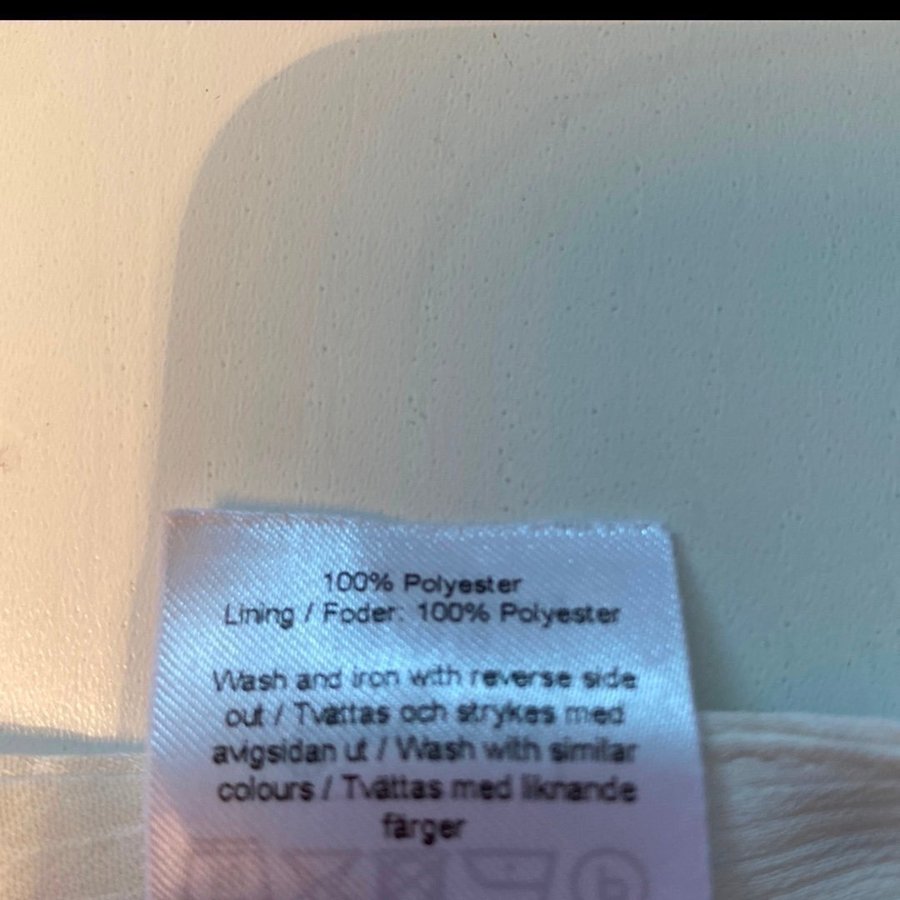 100% Polyester
Lining / Foder: 100% Polyester
Wash and iron with reverse side
out / Tvättas och strykes med
avigsidan ut / Wash with similar
colours / Tvättas med liknande
färger